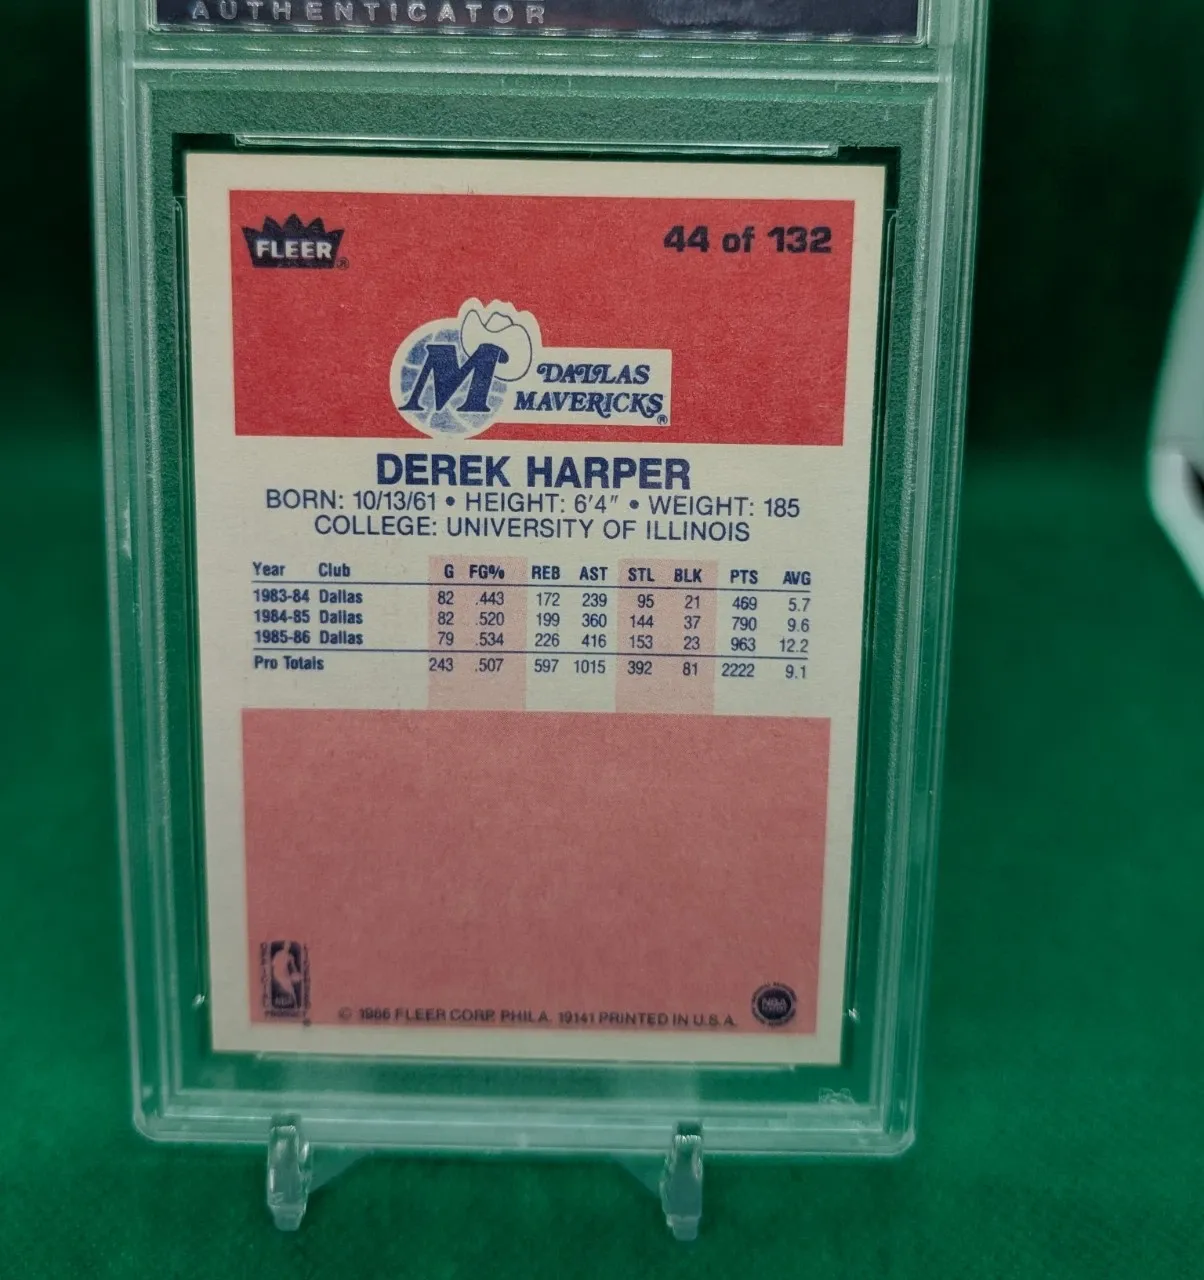 AUTHENTICATOR
FLEER ®
44 of 132
M DALLAS
MAVERICKS ®
DEREK HARPER
BORN: 10/13/61 • HEIGHT: 6'4" • WEIGHT: 185
COLLEGE: UNIVERSITY OF ILLINOIS
Year Club G FG% REB AST STL BLK PTS AVG
1983-84 Dallas 82 .443 172 239 95 21 469 5.7
1984-85 Dallas 82 .520 199 360 144 37 790 9.6
1985-86 Dallas 79 .534 226 416 153 23 963 12.2
Pro Totals 243 .507 597 1015 392 81 2222 9.1
NBA
PRODUCT ®
© 1986 FLEER CORP. PHILA. 19141 PRINTED IN U.S.A.
NBA